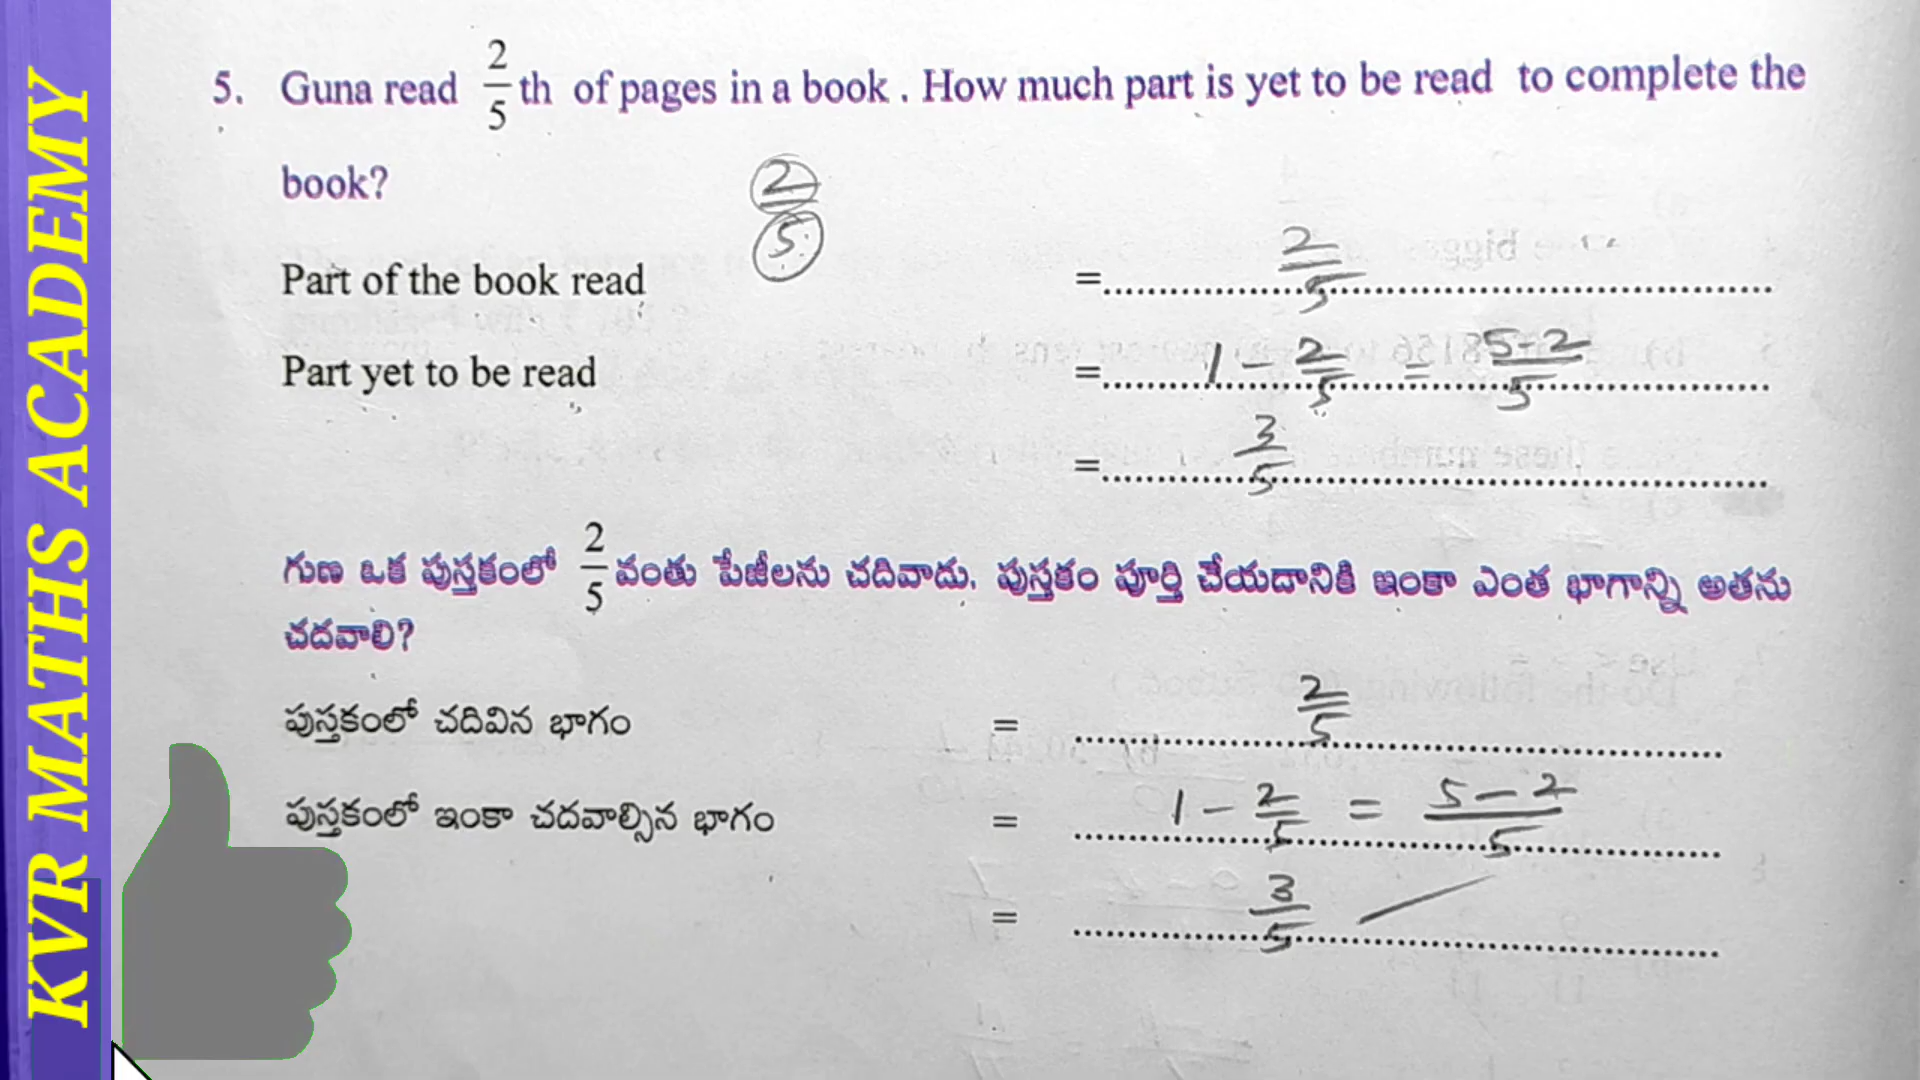 KVR MATHS ACADEMY
5. Guna read 2/5 th of pages in a book . How much part is yet to be read to complete the
book?
2/5
Part of the book read = 2/5
Part yet to be read = 1 - 2/5 = 5-2/5
= 3/5
గుణ ఒక పుస్తకంలో 2/5 వంతు పేజీలను చదివాడు. పుస్తకం పూర్తి చేయడానికి ఇంకా ఎంత భాగాన్ని అతను
చదవాలి?
పుస్తకంలో చదివిన భాగం = 2/5
పుస్తకంలో ఇంకా చదవాల్సిన భాగం = 1 - 2/5 = 5-2/5
= 3/5